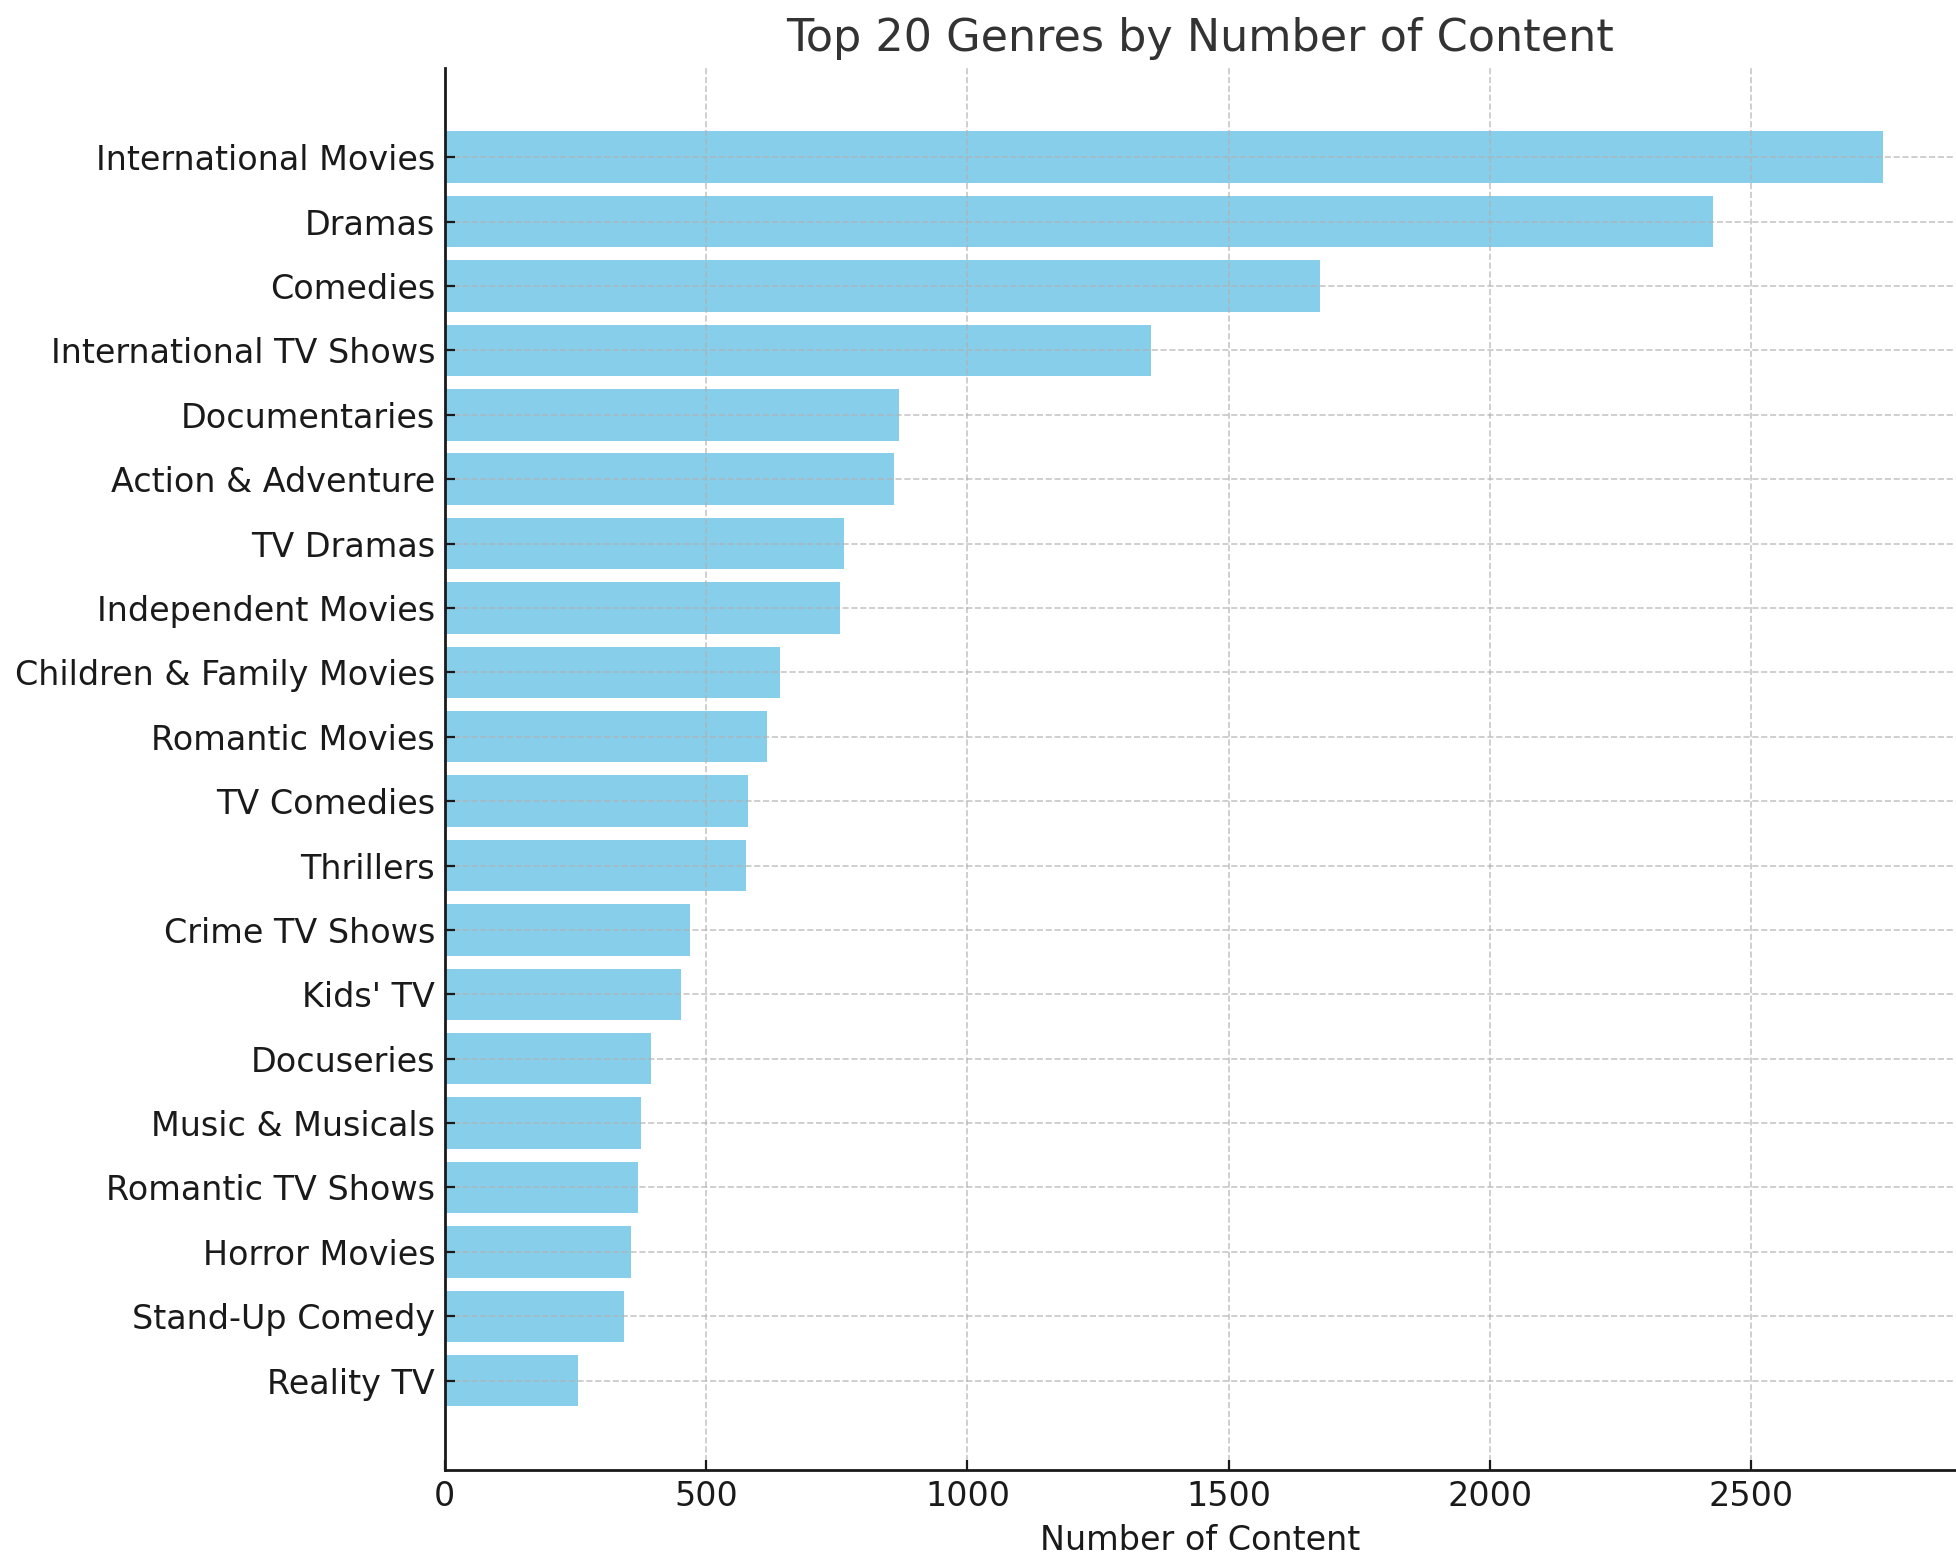 Top 20 Genres by Number of Content
International Movies
Dramas
Comedies
International TV Shows
Documentaries
Action & Adventure
TV Dramas
Independent Movies
Children & Family Movies
Romantic Movies
TV Comedies
Thrillers
Crime TV Shows
Kids' TV
Docuseries
Music & Musicals
Romantic TV Shows
Horror Movies
Stand-Up Comedy
Reality TV
0 500 1000 1500 2000 2500
Number of Content